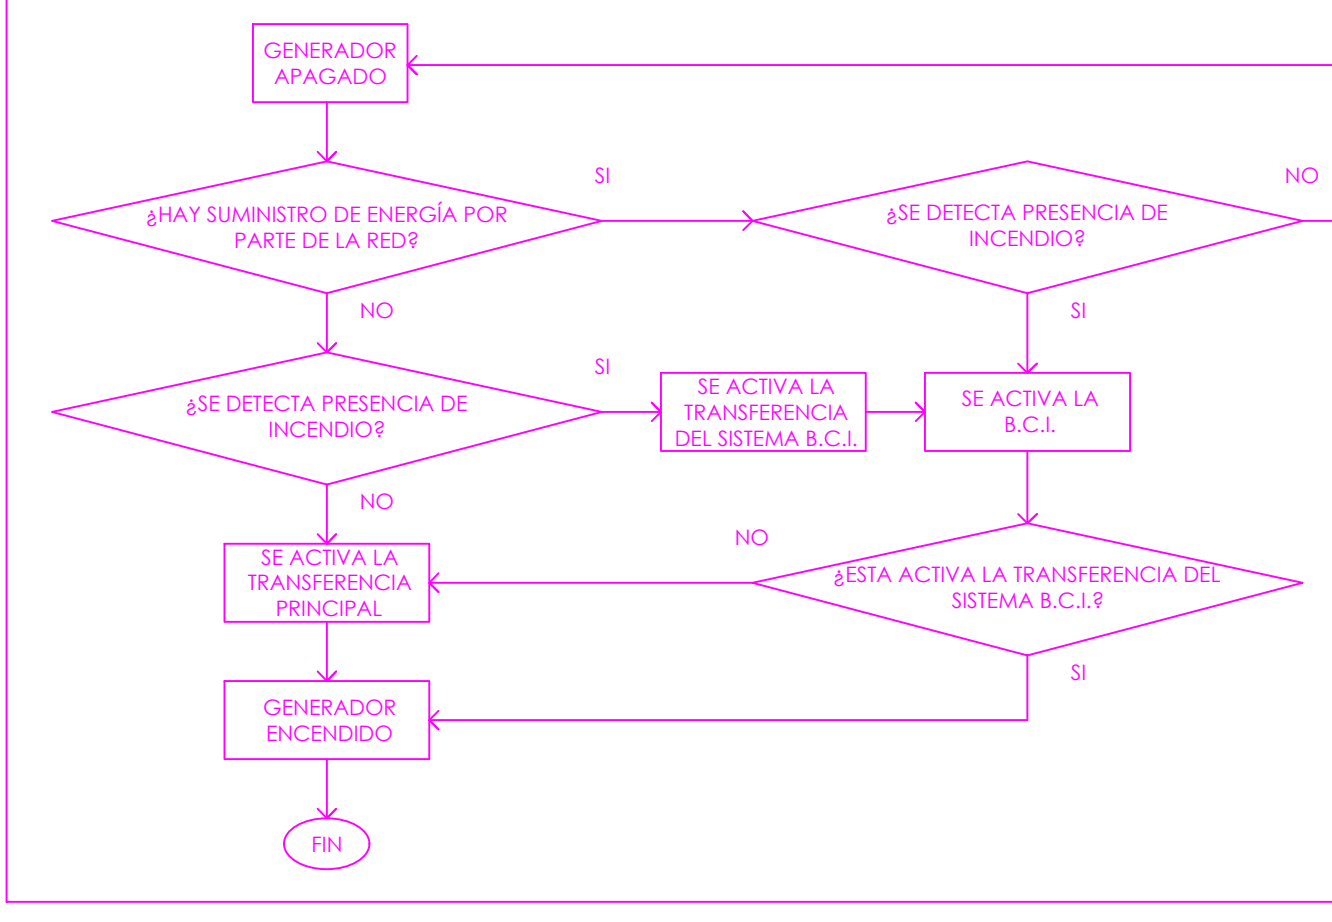 GENERADOR
APAGADO
SI
NO
¿HAY SUMINISTRO DE ENERGÍA POR
PARTE DE LA RED?
¿SE DETECTA PRESENCIA DE
INCENDIO?
NO
SI
SI
¿SE DETECTA PRESENCIA DE
INCENDIO?
SE ACTIVA LA
TRANSFERENCIA
DEL SISTEMA B.C.I.
SE ACTIVA LA
B.C.I.
NO
NO
SE ACTIVA LA
TRANSFERENCIA
PRINCIPAL
¿ESTA ACTIVA LA TRANSFERENCIA DEL
SISTEMA B.C.I.?
SI
GENERADOR
ENCENDIDO
FIN